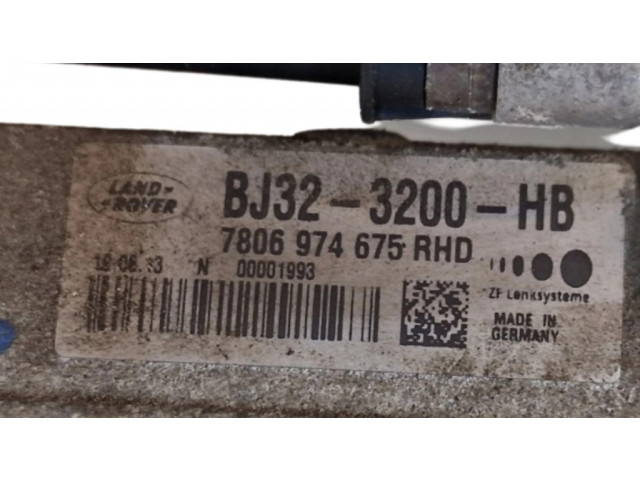 LAND-
-ROVER
BJ32-3200-HB
7806 974 675 RHD
N 00001993
ZF Lenksysteme
MADE IN
GERMANY